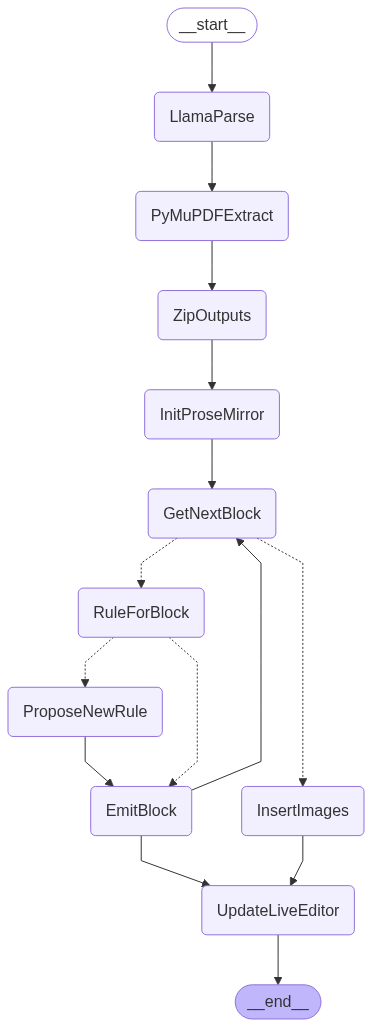 __start__
LlamaParse
PyMuPDFExtract
ZipOutputs
InitProseMirror
GetNextBlock
RuleForBlock
ProposeNewRule
EmitBlock
InsertImages
UpdateLiveEditor
__end__